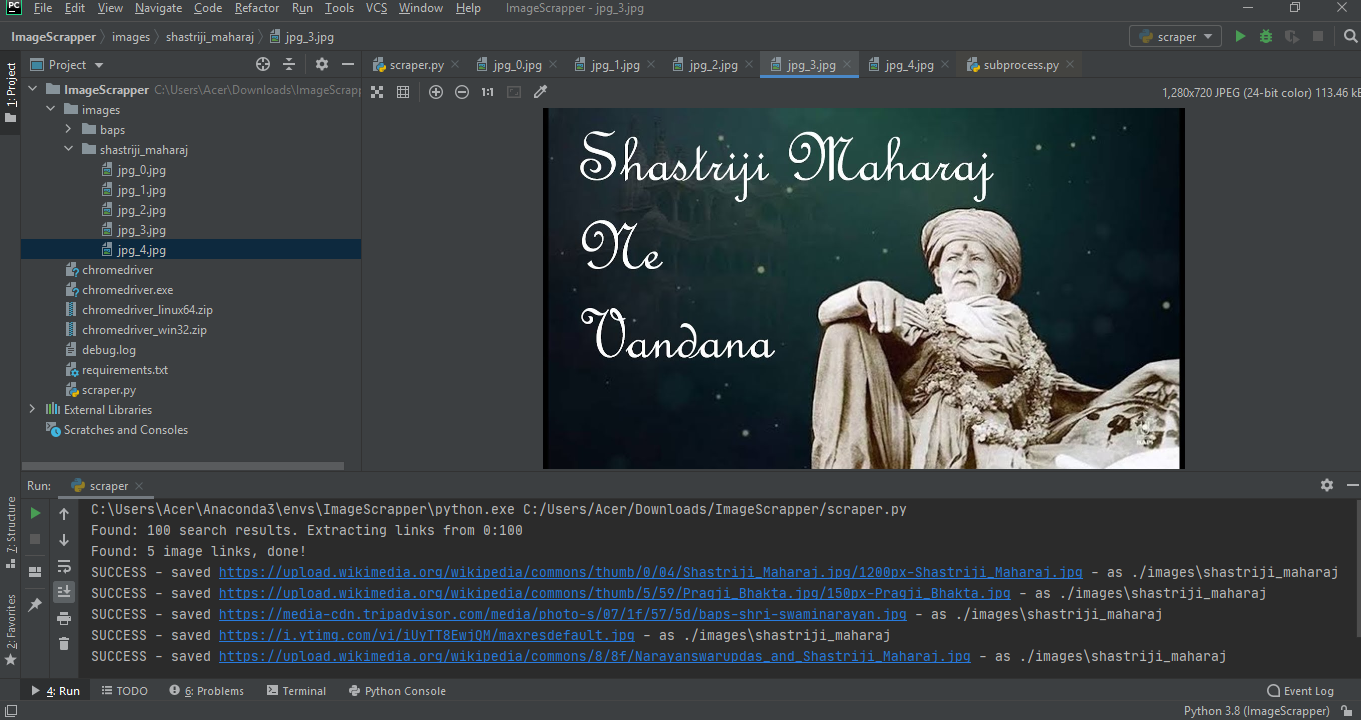 PC File Edit View Navigate Code Refactor Run Tools VCS Window Help ImageScrapper - jpg_3.jpg
ImageScrapper images shastriji_maharaj jpg_3.jpg scraper
1: Project
Project
scraper.py jpg_0.jpg jpg_1.jpg jpg_2.jpg jpg_3.jpg jpg_4.jpg subprocess.py
1:1 1,280x720 JPEG (24-bit color) 113.46 kB
ImageScrapper C:\Users\Acer\Downloads\ImageScrapp
images
baps
shastriji_maharaj
jpg_0.jpg
jpg_1.jpg
jpg_2.jpg
jpg_3.jpg
jpg_4.jpg
chromedriver
chromedriver.exe
chromedriver_linux64.zip
chromedriver_win32.zip
debug.log
requirements.txt
scraper.py
External Libraries
Scratches and Consoles
Shastriji Maharaj
Ne
Vandana
Run: scraper
C:\Users\Acer\Anaconda3\envs\ImageScrapper\python.exe C:/Users/Acer/Downloads/ImageScrapper/scraper.py
Found: 100 search results. Extracting links from 0:100
Found: 5 image links, done!
SUCCESS - saved https://upload.wikimedia.org/wikipedia/commons/thumb/0/04/Shastriji_Maharaj.jpg/1200px-Shastriji_Maharaj.jpg - as ./images\shastriji_maharaj
SUCCESS - saved https://upload.wikimedia.org/wikipedia/commons/thumb/5/59/Pragji_Bhakta.jpg/150px-Pragji_Bhakta.jpg - as ./images\shastriji_maharaj
SUCCESS - saved https://media-cdn.tripadvisor.com/media/photo-s/07/1f/57/5d/baps-shri-swaminarayan.jpg - as ./images\shastriji_maharaj
SUCCESS - saved https://i.ytimg.com/vi/iUyTT8EwjQM/maxresdefault.jpg - as ./images\shastriji_maharaj
SUCCESS - saved https://upload.wikimedia.org/wikipedia/commons/8/8f/Narayanswarupdas_and_Shastriji_Maharaj.jpg - as ./images\shastriji_maharaj
7: Structure
2: Favorites
4: Run TODO 6: Problems Terminal Python Console Event Log
Python 3.8 (ImageScrapper)